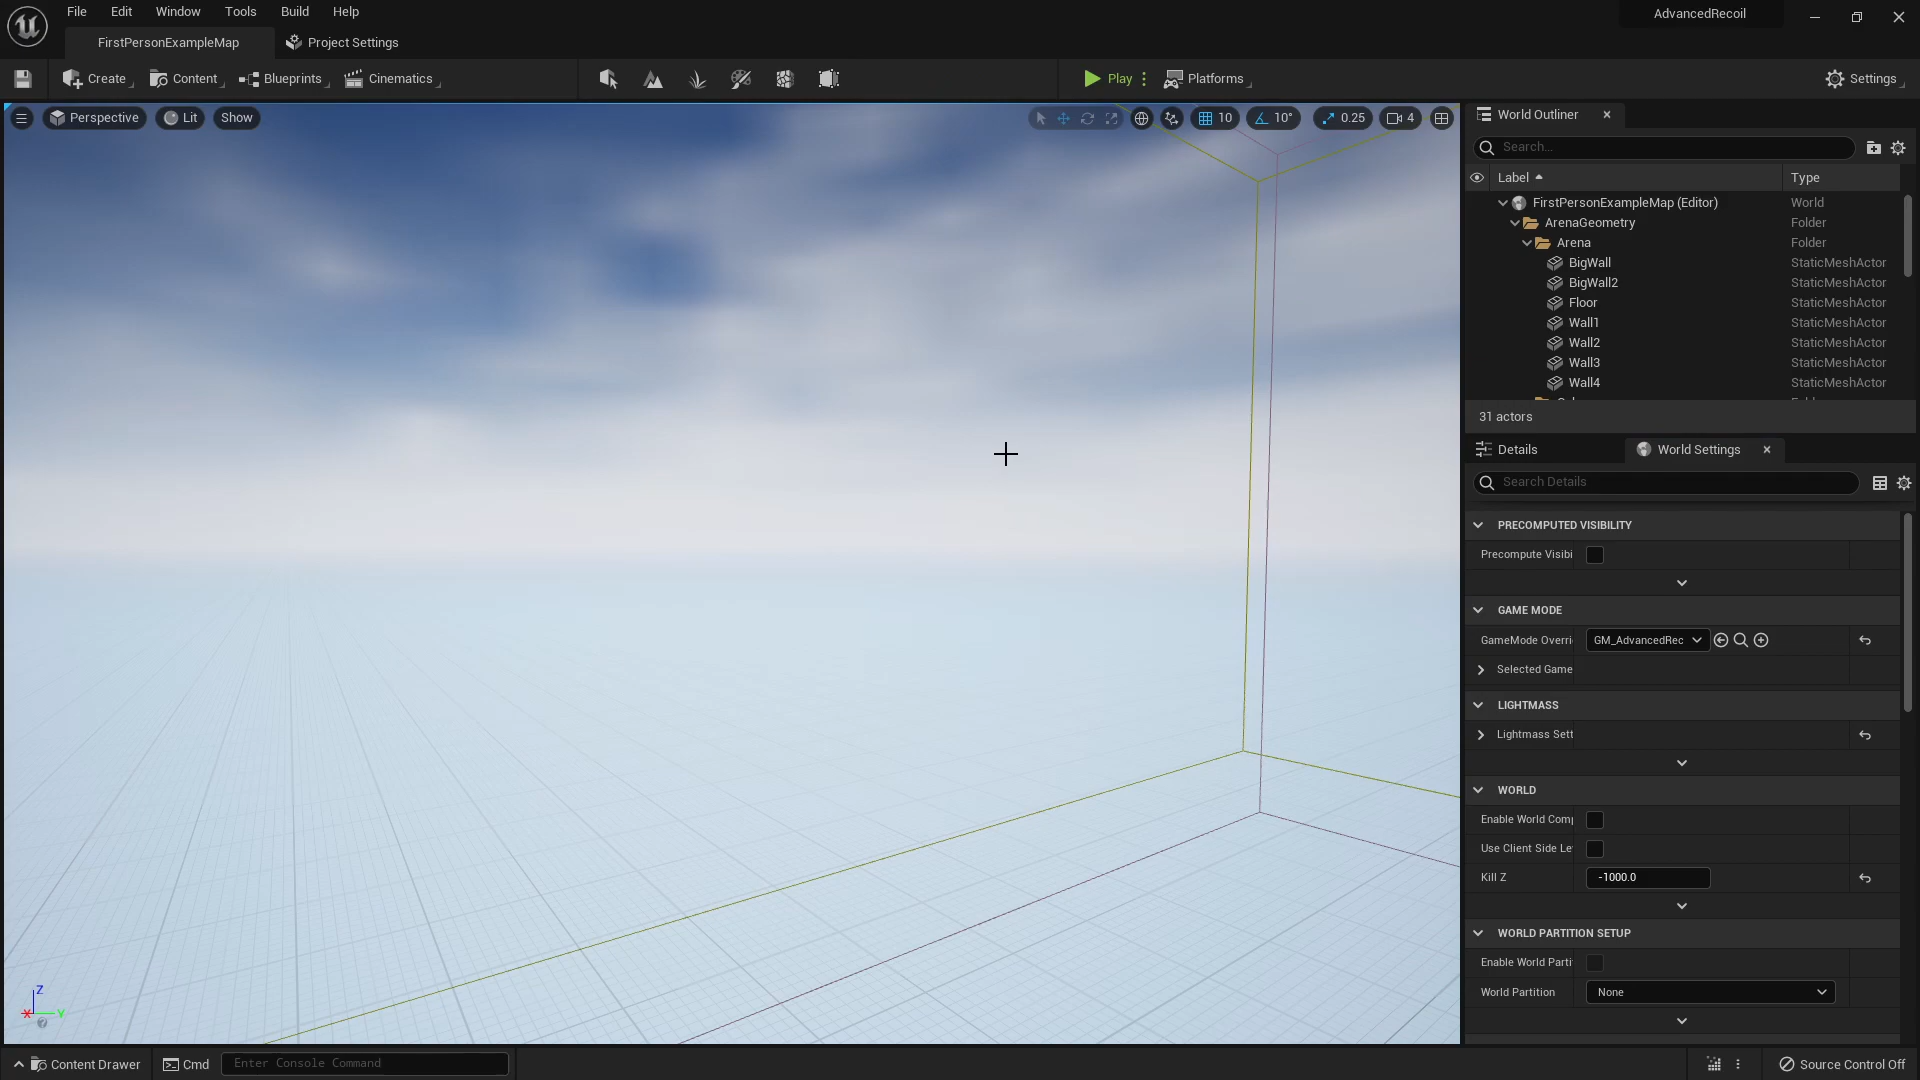 File Edit Window Tools Build Help
AdvancedRecoil
FirstPersonExampleMap
Project Settings
Create
Content
Blueprints
Cinematics
Play
Platforms
Settings
Perspective
Lit
Show
10
10°
0.25
4
World Outliner
Search...
Label
Type
FirstPersonExampleMap (Editor) World
ArenaGeometry Folder
Arena Folder
BigWall StaticMeshActor
BigWall2 StaticMeshActor
Floor StaticMeshActor
Wall1 StaticMeshActor
Wall2 StaticMeshActor
Wall3 StaticMeshActor
Wall4 StaticMeshActor
31 actors
Details
World Settings
Search Details
PRECOMPUTED VISIBILITY
Precompute Visibi
GAME MODE
GameMode Overri GM_AdvancedRec
Selected Game
LIGHTMASS
Lightmass Sett
WORLD
Enable World Comp
Use Client Side Le
Kill Z -1000.0
WORLD PARTITION SETUP
Enable World Parti
World Partition None
Z
X
Y
Content Drawer
Cmd
Enter Console Command
Source Control Off